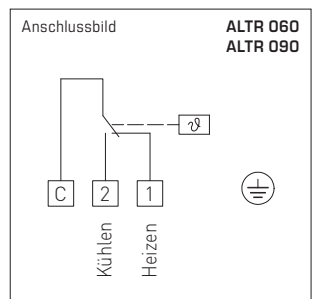 Anschlussbild ALTR 060
ALTR 090
ϑ
C 2 1
Kühlen
Heizen